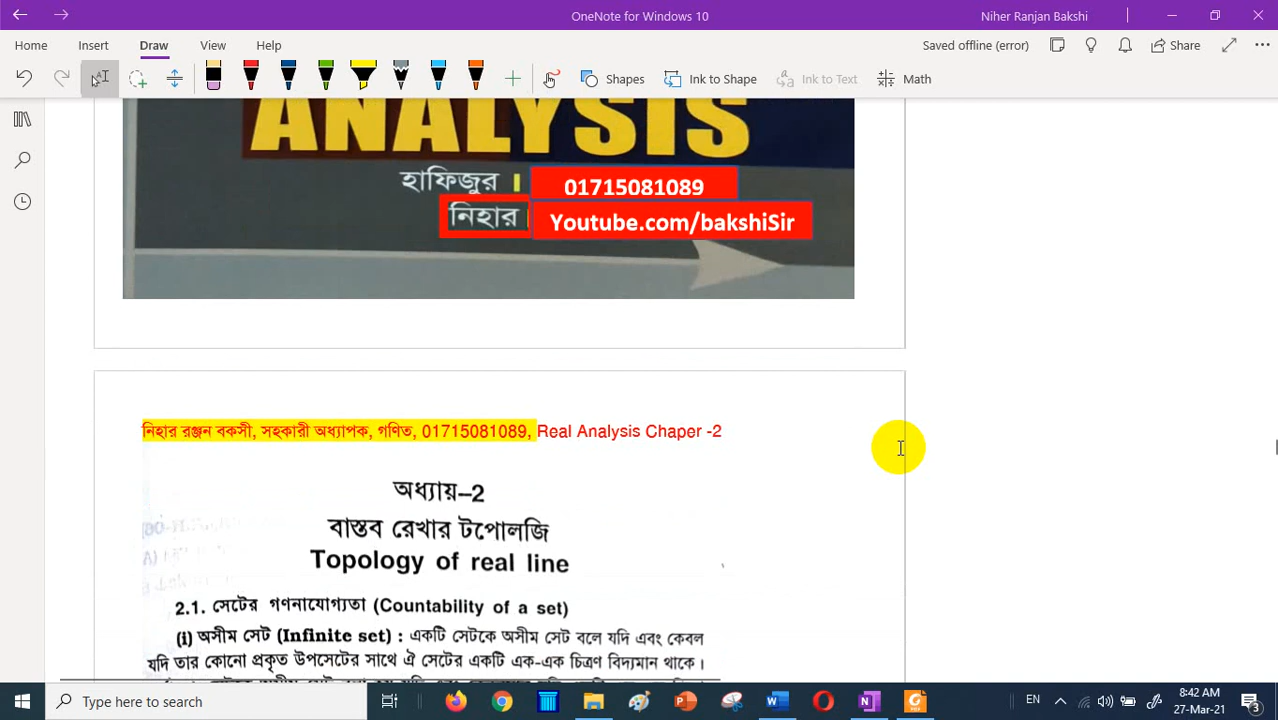 OneNote for Windows 10
Niher Ranjan Bakshi
Home Insert Draw View Help
Saved offline (error)
Share
Shapes
Ink to Shape
Ink to Text
Math
ANALYSIS
হাফিজুর । 01715081089
নিহার Youtube.com/bakshiSir
নিহার রঞ্জন বকসী, সহকারী অধ্যাপক, গণিত, 01715081089, Real Analysis Chaper -2
অধ্যায়–2
বাস্তব রেখার টপোলজি
Topology of real line
2.1. সেটের গণনাযোগ্যতা (Countability of a set)
(i) অসীম সেট (Infinite set) : একটি সেটকে অসীম সেট বলে যদি এবং কেবল
যদি তার কোনো প্রকৃত উপসেটের সাথে ঐ সেটের একটি এক-এক চিত্রণ বিদ্যমান থাকে।
Type here to search
EN
8:42 AM
27-Mar-21
3